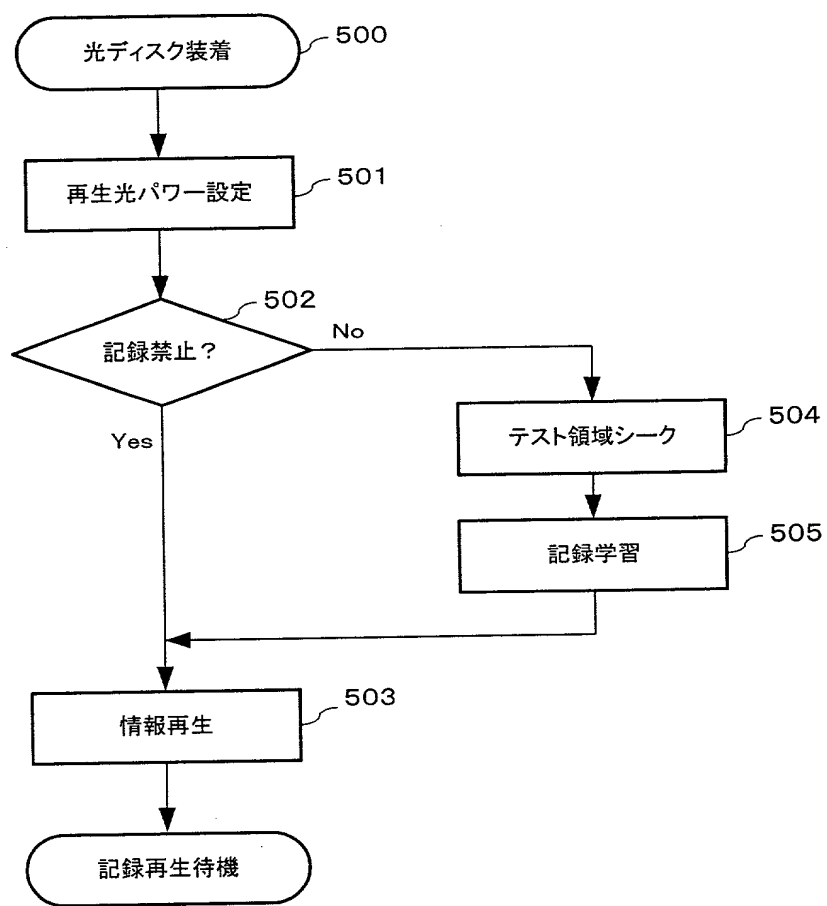 光ディスク装着
500
再生光パワー設定
501
502
記録禁止？
No
Yes
テスト領域シーク
504
記録学習
505
情報再生
503
記録再生待機